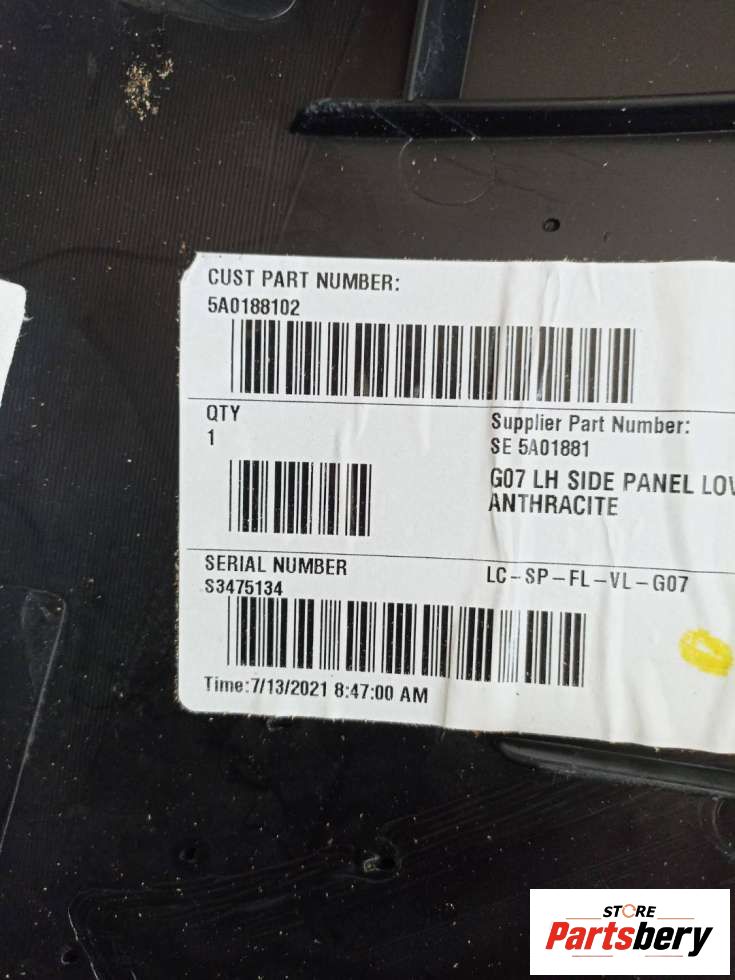 CUST PART NUMBER:
5A0188102
QTY
1
Supplier Part Number:
SE 5A01881
G07 LH SIDE PANEL
ANTHRACITE
SERIAL NUMBER
S3475134
LC-SP-FL-VL-G07
Time:7/13/2021 8:47:00 AM
STORE
Partsbery